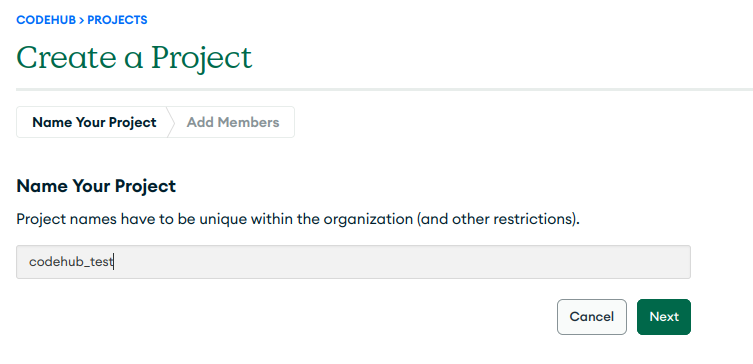 CODEHUB > PROJECTS
Create a Project
Name Your Project
Add Members
Name Your Project
Project names have to be unique within the organization (and other restrictions).
codehub_test
Cancel
Next